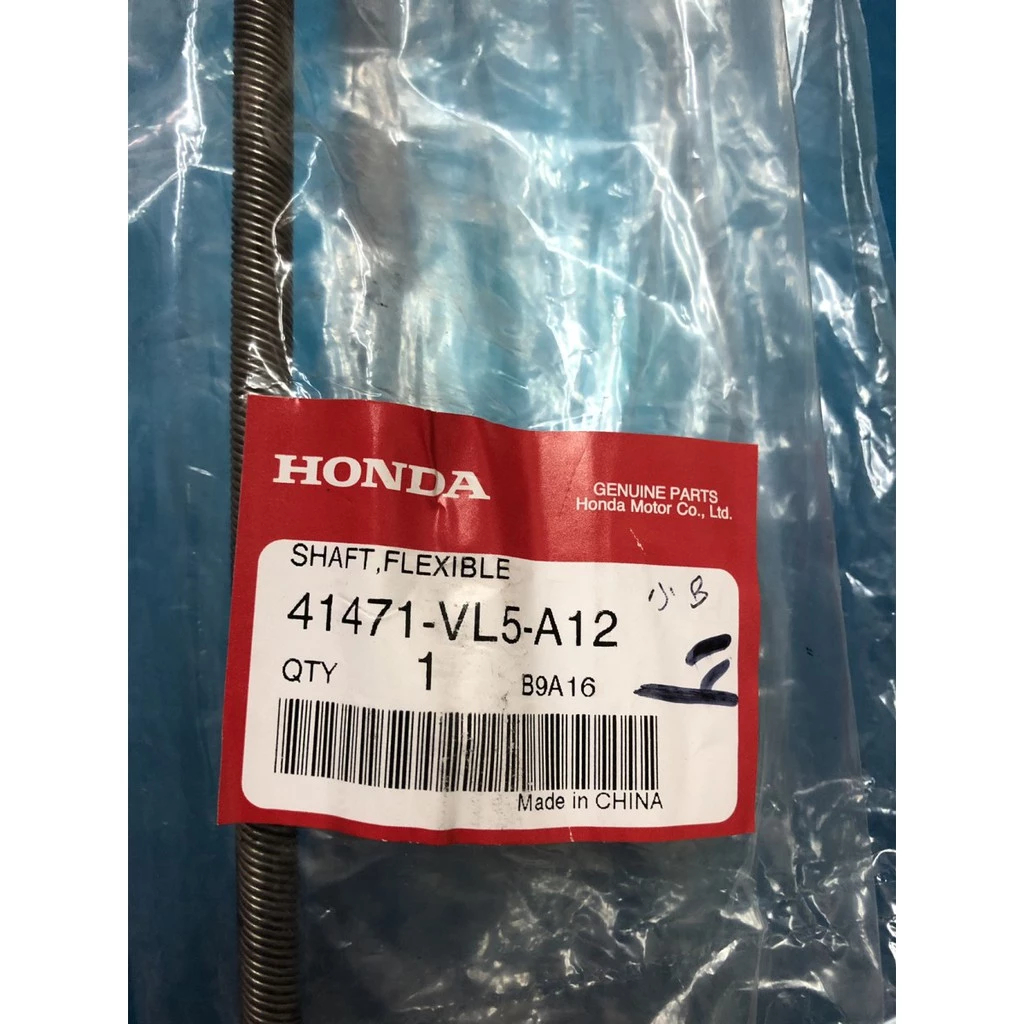 HONDA
GENUINE PARTS
Honda Motor Co., Ltd.
SHAFT,FLEXIBLE
小B
41471-VL5-A12
QTY 1 B9A16
Made in CHINA